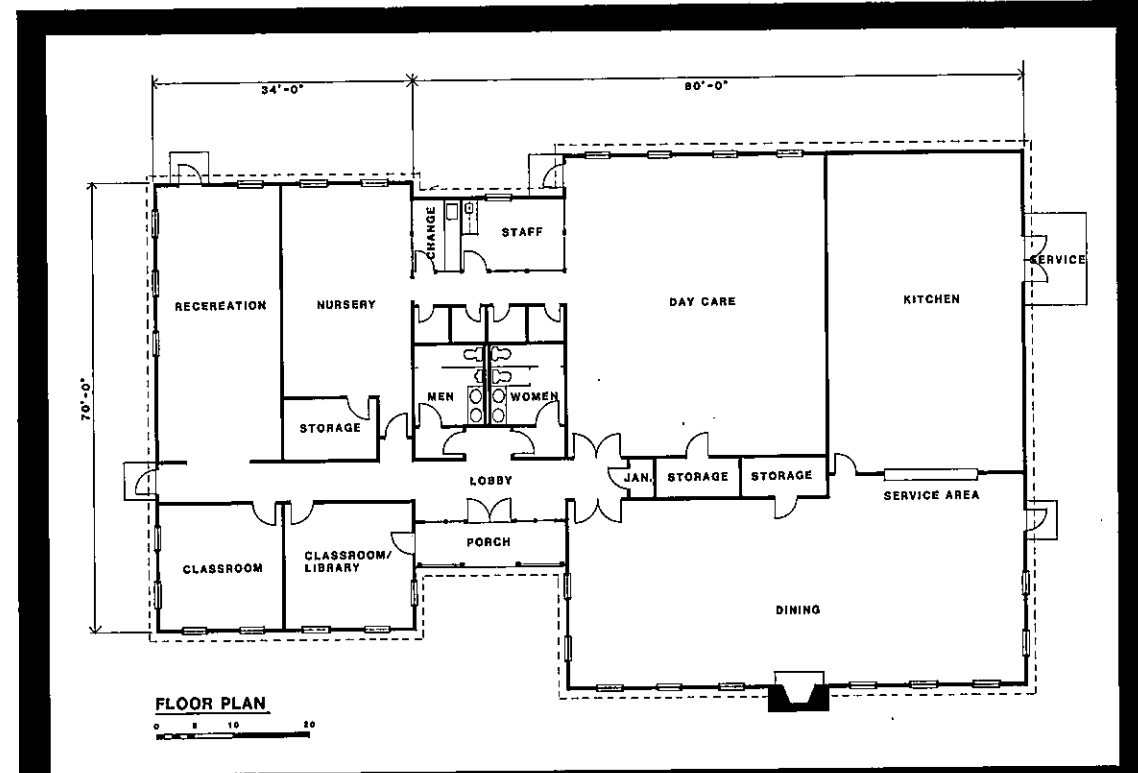 34'-0"
80'-0"
CHANGE
STAFF
SERVICE
RECEREATION
NURSERY
DAY CARE
KITCHEN
70'-0"
MEN
WOMEN
STORAGE
LOBBY
JAN.
STORAGE
STORAGE
SERVICE AREA
PORCH
CLASSROOM
CLASSROOM/
LIBRARY
DINING
FLOOR PLAN
0 5 10 20